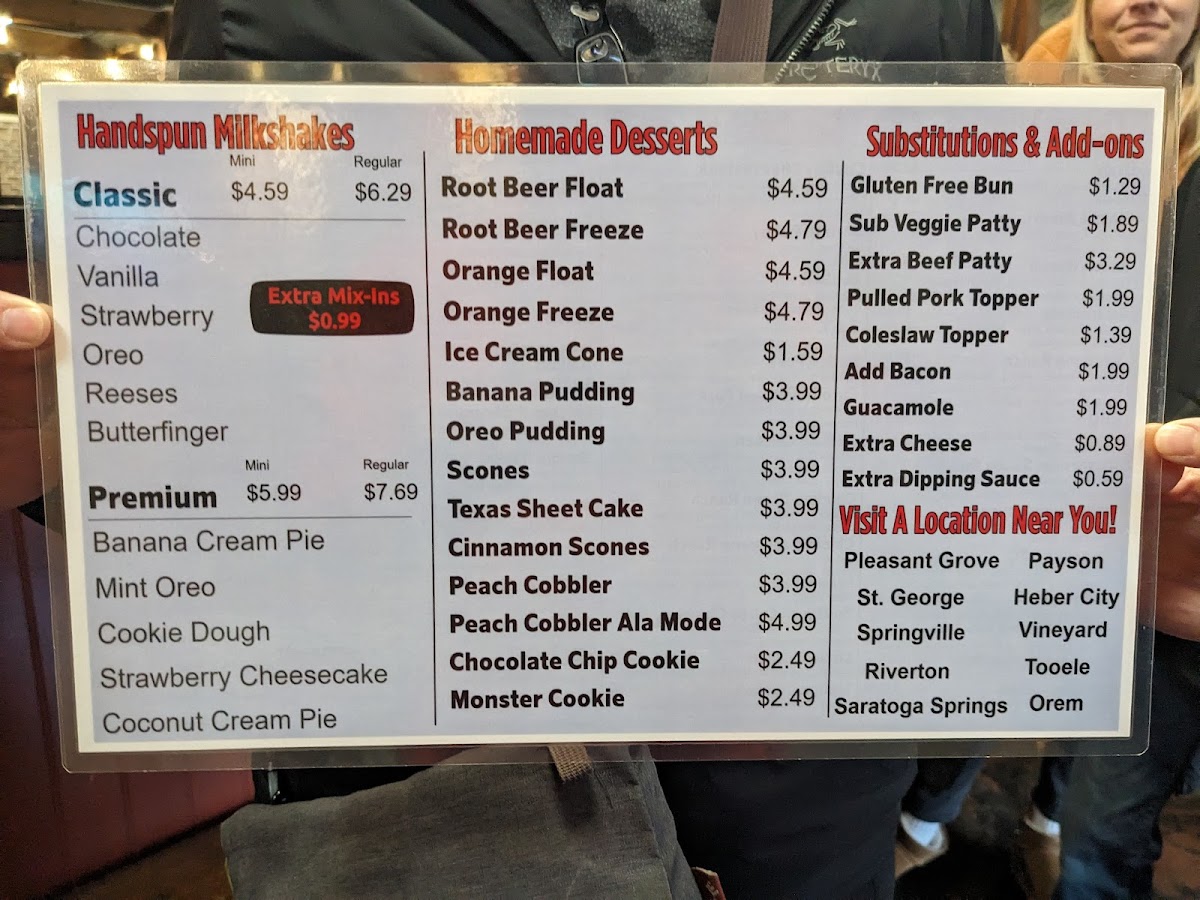 ARC'TERYX
Handspun Milkshakes
Mini Regular
Classic $4.59 $6.29
Chocolate
Vanilla
Strawberry
Oreo
Reeses
Butterfinger
Extra Mix-Ins
$0.99
Mini Regular
Premium $5.99 $7.69
Banana Cream Pie
Mint Oreo
Cookie Dough
Strawberry Cheesecake
Coconut Cream Pie
Homemade Desserts
Root Beer Float $4.59
Root Beer Freeze $4.79
Orange Float $4.59
Orange Freeze $4.79
Ice Cream Cone $1.59
Banana Pudding $3.99
Oreo Pudding $3.99
Scones $3.99
Texas Sheet Cake $3.99
Cinnamon Scones $3.99
Peach Cobbler $3.99
Peach Cobbler Ala Mode $4.99
Chocolate Chip Cookie $2.49
Monster Cookie $2.49
Substitutions & Add-ons
Gluten Free Bun $1.29
Sub Veggie Patty $1.89
Extra Beef Patty $3.29
Pulled Pork Topper $1.99
Coleslaw Topper $1.39
Add Bacon $1.99
Guacamole $1.99
Extra Cheese $0.89
Extra Dipping Sauce $0.59
Visit A Location Near You!
Pleasant Grove Payson
St. George Heber City
Springville Vineyard
Riverton Tooele
Saratoga Springs Orem